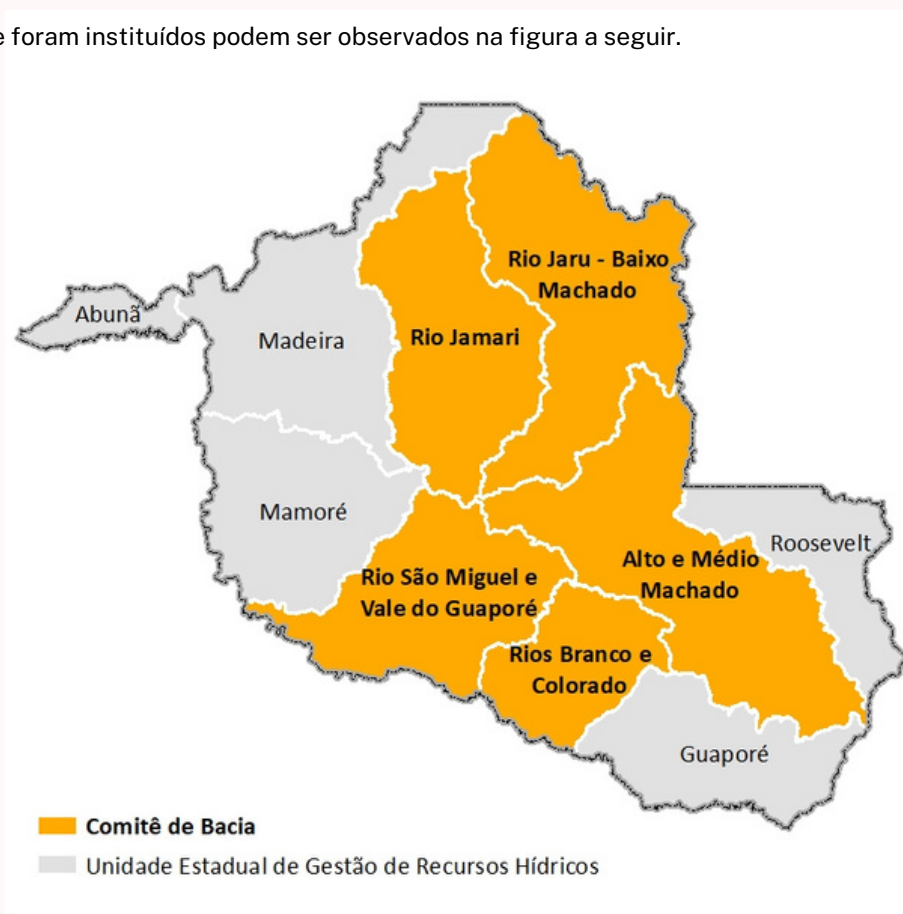 e foram instituídos podem ser observados na figura a seguir.
Rio Jaru - Baixo
Machado
Abunã
Madeira
Rio Jamari
Mamoré
Roosevelt
Alto e Médio
Machado
Rio São Miguel e
Vale do Guaporé
Rios Branco e
Colorado
Guaporé
Comitê de Bacia
Unidade Estadual de Gestão de Recursos Hídricos